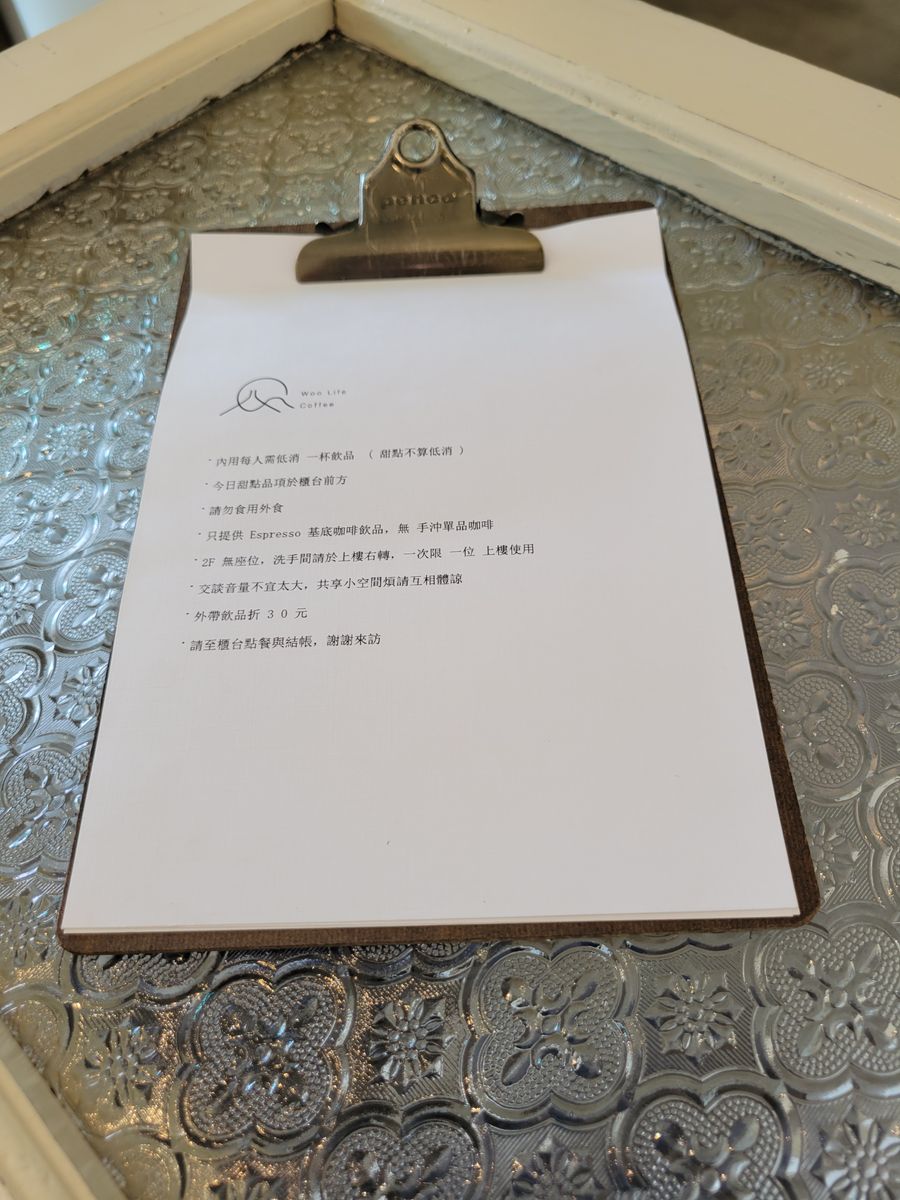 penco
Woo Life
Coffee
· 內用每人需低消 一杯飲品 ( 甜點不算低消 )
· 今日甜點品項於櫃台前方
· 請勿食用外食
· 只提供 Espresso 基底咖啡飲品，無 手沖單品咖啡
· 2F 無座位，洗手間請於上樓右轉，一次限 一位 上樓使用
· 交談音量不宜太大，共享小空間煩請互相體諒
· 外帶飲品折 3 0 元
· 請至櫃台點餐與結帳，謝謝來訪